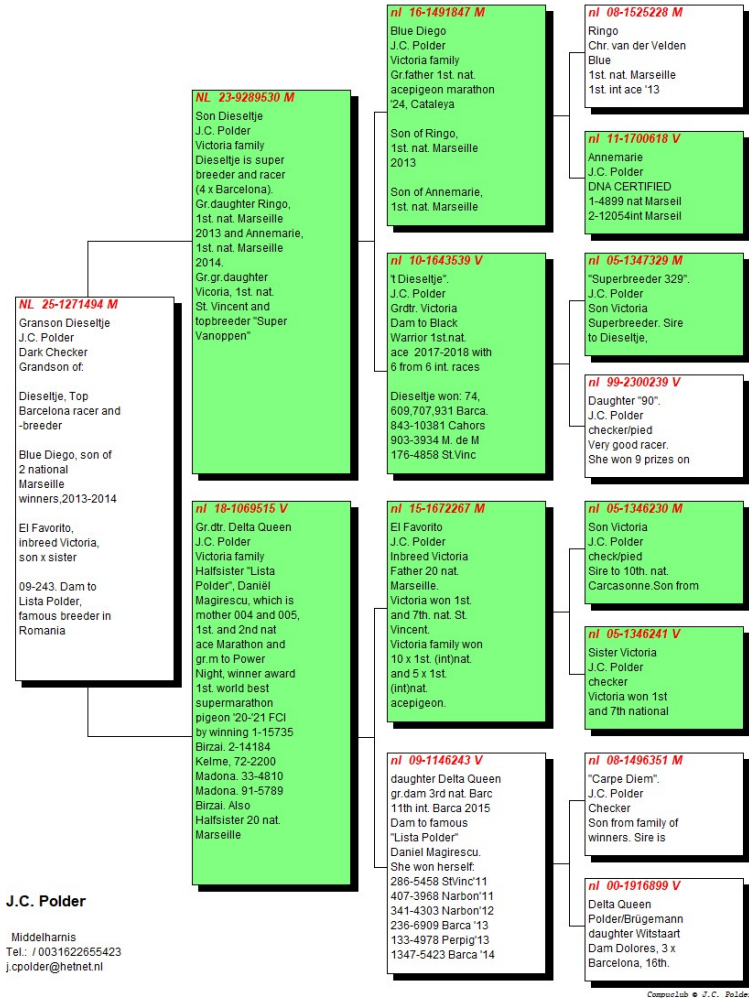 NL 25-1271494 M
Granson Dieseltje
J.C. Polder
Dark Checker
Grandson of:
Dieseltje, Top
Barcelona racer and
-breeder
Blue Diego, son of
2 national
Marseille
winners,2013-2014
El Favorito,
inbreed Victoria,
son x sister
09-243. Dam to
Lista Polder,
famous breeder in
Romania
NL 23-9289530 M
Son Dieseltje
J.C. Polder
Victoria family
Dieseltje is super
breeder and racer
(4 x Barcelona).
Gr.daughter Ringo,
1st. nat. Marseille
2013 and Annemarie,
1st. nat. Marseille
2014.
Gr.gr.daughter
Vicoria, 1st. nat.
St. Vincent and
topbreeder "Super
Vanoppen"
nl 18-1069515 V
Gr.dtr. Delta Queen
J.C. Polder
Victoria family
Halfsister "Lista
Polder", Daniël
Magirescu, which is
mother 004 and 005,
1st. and 2nd nat
ace Marathon and
gr.m to Power
Night, winner award
1st. world best
supermarathon
pigeon '20-'21 FCI
by winning 1-15735
Birzai. 2-14184
Kelme, 72-2200
Madona. 33-4810
Madona. 91-5789
Birzai. Also
Halfsister 20 nat.
Marseille
nl 16-1491847 M
Blue Diego
J.C. Polder
Victoria family
Gr.father 1st. nat.
acepigeon marathon
'24, Cataleya
Son of Ringo,
1st. nat. Marseille
2013
Son of Annemarie,
1st. nat. Marseille
nl 10-1643539 V
't Dieseltje".
J.C. Polder
Grdtr. Victoria
Dam to Black
Warrior 1st.nat.
ace 2017-2018 with
6 from 6 int. races
Dieseltje won: 74,
609,707,931 Barca.
843-10381 Cahors
903-3934 M. de M
176-4858 St.Vinc
nl 15-1672267 M
El Favorito
J.C. Polder
Inbreed Victoria
Father 20 nat.
Marseille.
Victoria won 1st.
and 7th. nat. St.
Vincent.
Victoria family won
10 x 1st. (int)nat.
and 5 x 1st.
(int)nat.
acepigeon.
nl 09-1146243 V
daughter Delta Queen
gr.dam 3rd nat. Barc
11th int. Barca 2015
Dam to famous
"Lista Polder"
Daniel Magirescu.
She won herself:
286-5458 StVinc'11
407-3968 Narbon'11
341-4303 Narbon'12
236-6909 Barca '13
133-4978 Perpig'13
1347-5423 Barca '14
nl 08-1525228 M
Ringo
Chr. van der Velden
Blue
1st. nat. Marseille
1st. int ace '13
nl 11-1700618 V
Annemarie
J.C. Polder
DNA CERTIFIED
1-4899 nat Marseil
2-12054int Marseil
nl 05-1347329 M
"Superbreeder 329".
J.C. Polder
Son Victoria
Superbreeder. Sire
to Dieseltje,
nl 99-2300239 V
Daughter "90".
J.C. Polder
checker/pied
Very good racer.
She won 9 prizes on
nl 05-1346230 M
Son Victoria
J.C. Polder
check/pied
Sire to 10th. nat.
Carcasonne.Son from
nl 05-1346241 V
Sister Victoria
J.C. Polder
checker
Victoria won 1st
and 7th national
nl 08-1496351 M
"Carpe Diem".
J.C. Polder
Checker
Son from family of
winners. Sire is
nl 00-1916899 V
Delta Queen
Polder/Brügemann
daughter Witstaart
Dam Dolores, 3 x
Barcelona, 16th.
J.C. Polder
Middelharnis
Tel.: / 0031622655423
j.cpolder@hetnet.nl
Compuclub © J.C. Polde